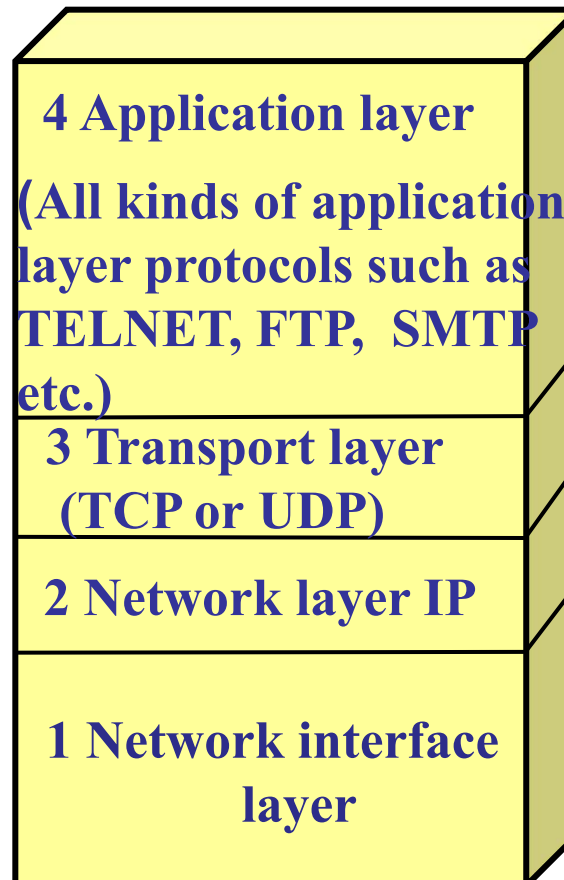 4 Application layer
(All kinds of application
layer protocols such as
TELNET, FTP, SMTP
etc.)
3 Transport layer
(TCP or UDP)
2 Network layer IP
1 Network interface
layer